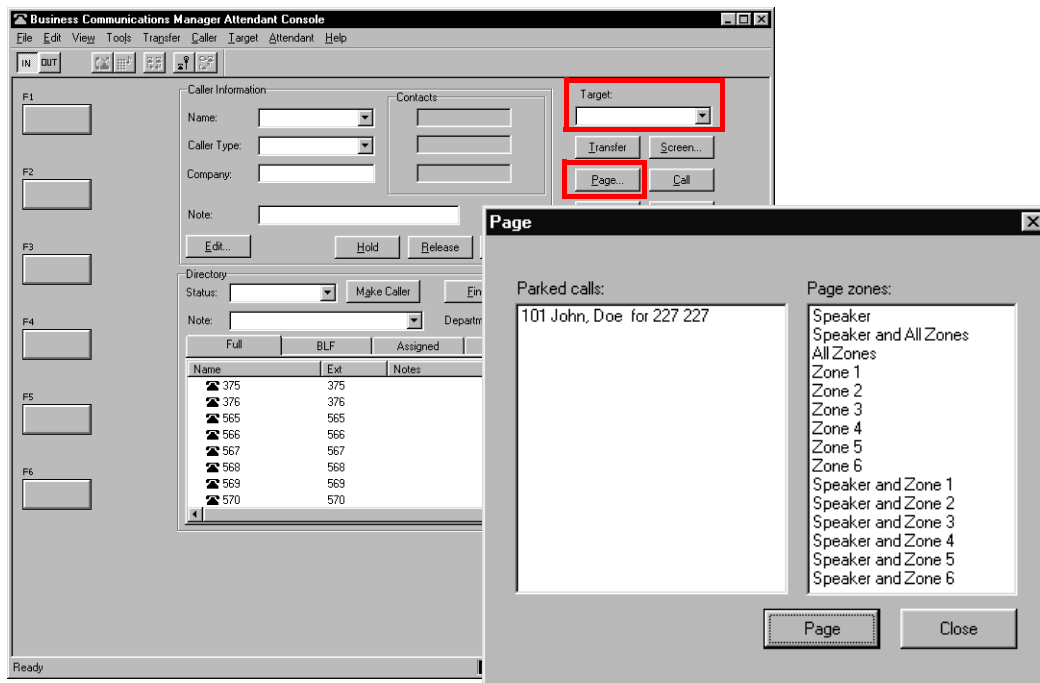 Business Communications Manager Attendant Console
File Edit View Tools Transfer Caller Target Attendant Help
IN OUT
F1
F2
F3
F4
F5
F6
Caller Information
Name:
Caller Type:
Company:
Contacts
Note:
Edit... Hold Release
Target:
Transfer Screen...
Page... Call
Directory
Status: Make Caller
Note:
Full BLF Assigned
Name Ext Notes
375 375
376 376
565 565
566 566
567 567
568 568
569 569
570 570
Ready
Page
Parked calls:
101 John, Doe for 227 227
Page zones:
Speaker
Speaker and All Zones
All Zones
Zone 1
Zone 2
Zone 3
Zone 4
Zone 5
Zone 6
Speaker and Zone 1
Speaker and Zone 2
Speaker and Zone 3
Speaker and Zone 4
Speaker and Zone 5
Speaker and Zone 6
Page Close